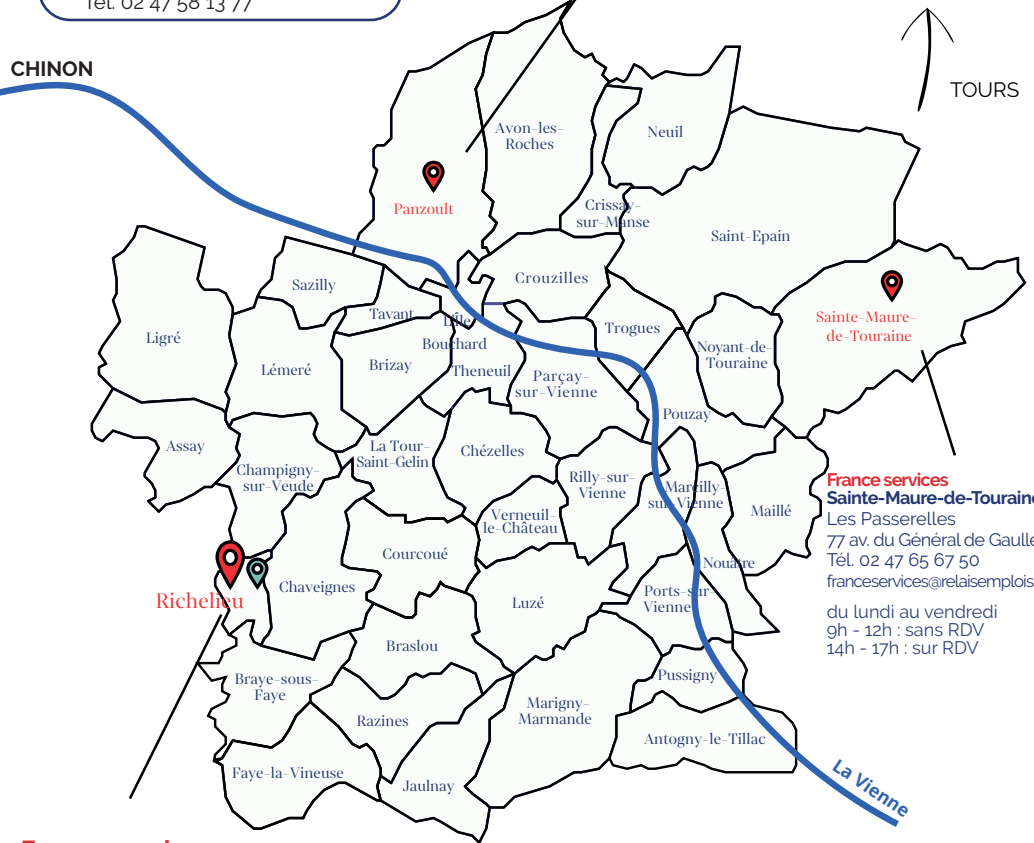 Tél. 02 47 58 13 77
CHINON
TOURS
Avon-les-
Roches
Neuil
Panzoult
Crissay-
sur-Manse
Saint-Epain
Crouzilles
Sazilly
Tavant
L'Île
Bouchard
Trogues
Sainte-Maure-
de-Touraine
Ligré
Lémeré
Brizay
Theneuil
Parçay-
sur-Vienne
Noyant-de-
Touraine
Pouzay
Assay
La Tour-
Saint-Gelin
Chézelles
Champigny-
sur-Veude
Rilly-sur-
Vienne
Marcilly-
sur-Vienne
Maillé
France services
Sainte-Maure-de-Touraine
Les Passerelles
77 av. du Général de Gaulle
Tél. 02 47 65 67 50
franceservices@relaisemplois
du lundi au vendredi
9h - 12h : sans RDV
14h - 17h : sur RDV
Verneuil-
le-Château
Courcoué
Nouâtre
Chaveignes
Richelieu
Luzé
Ports-sur-
Vienne
Braslou
Braye-sous-
Faye
Pussigny
Razines
Marigny-
Marmande
Antogny-le-Tillac
Faye-la-Vineuse
Jaulnay
La Vienne